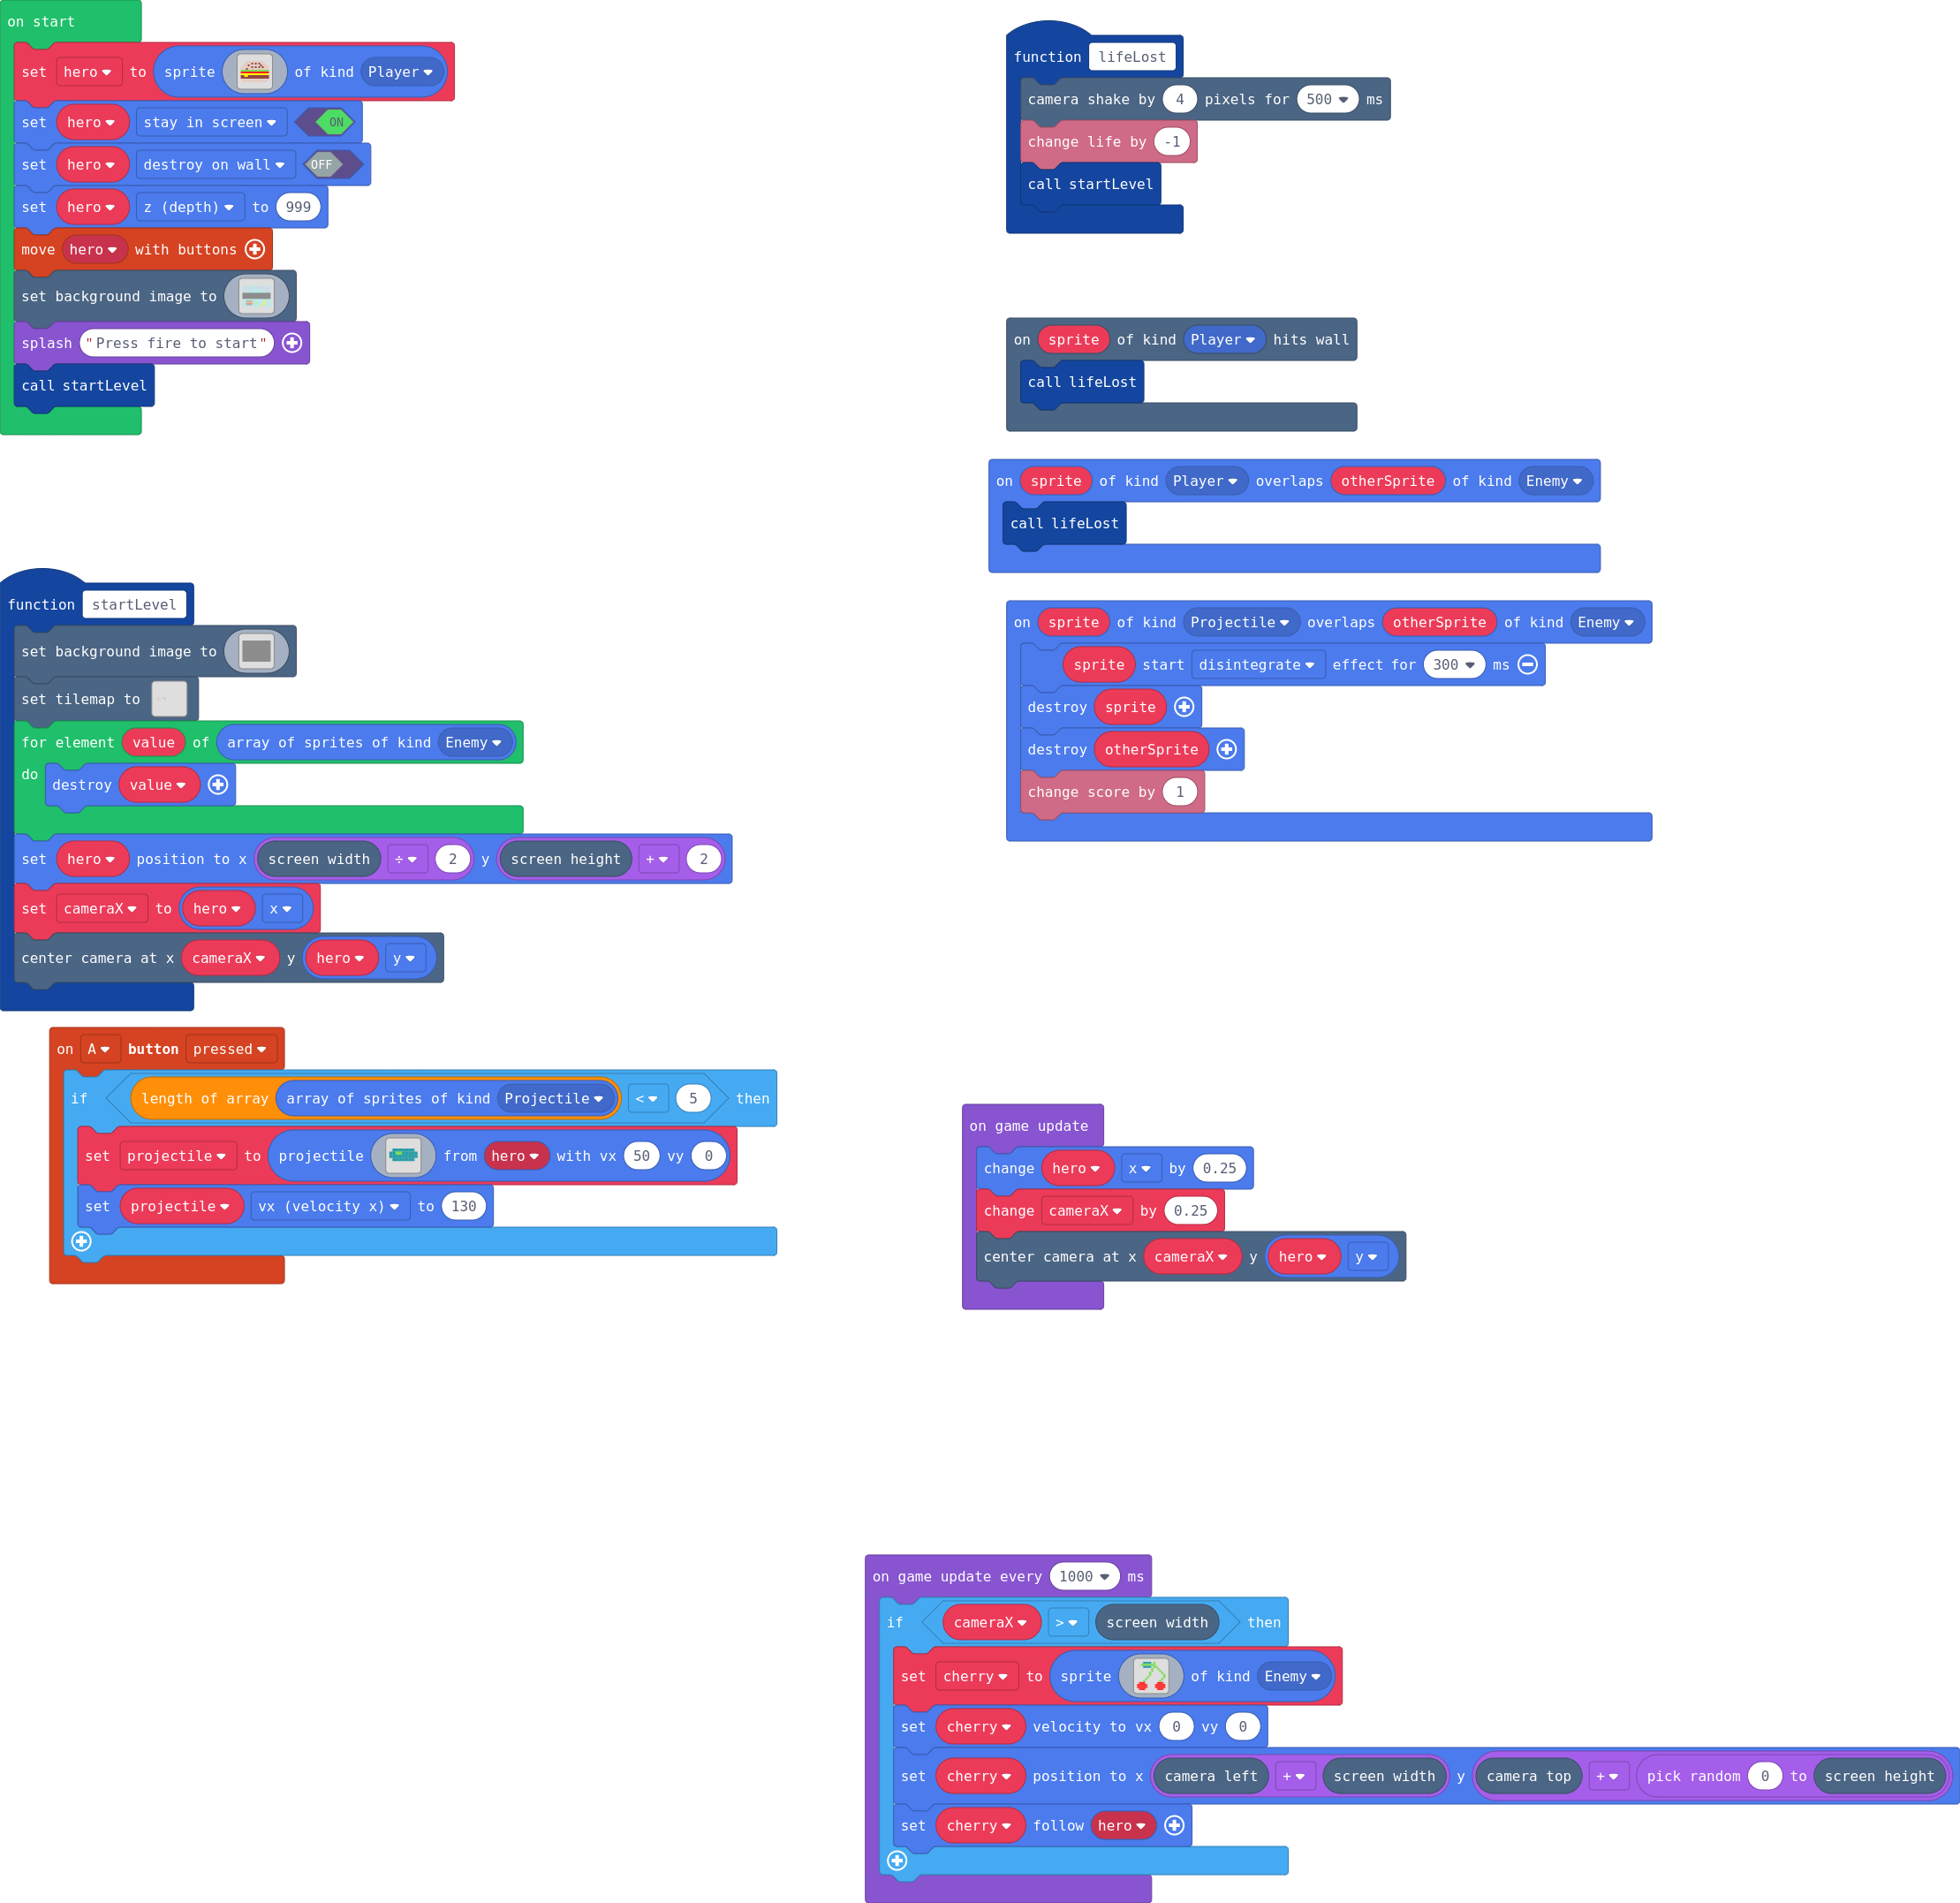 on start
set hero to sprite of kind Player
set hero stay in screen ON
set hero destroy on wall OFF
set hero z (depth) to 999
move hero with buttons
set background image to
splash "Press fire to start"
call startLevel
function startLevel
set background image to
set tilemap to
for element value of array of sprites of kind Enemy
do
destroy value
set hero position to x screen width ÷ 2 y screen height + 2
set cameraX to hero x
center camera at x cameraX y hero y
on A button pressed
if length of array array of sprites of kind Projectile < 5 then
set projectile to projectile from hero with vx 50 vy 0
set projectile vx (velocity x) to 130
function lifeLost
camera shake by 4 pixels for 500 ms
change life by -1
call startLevel
on sprite of kind Player hits wall
call lifeLost
on sprite of kind Player overlaps otherSprite of kind Enemy
call lifeLost
on sprite of kind Projectile overlaps otherSprite of kind Enemy
sprite start disintegrate effect for 300 ms
destroy sprite
destroy otherSprite
change score by 1
on game update
change hero x by 0.25
change cameraX by 0.25
center camera at x cameraX y hero y
on game update every 1000 ms
if cameraX > screen width then
set cherry to sprite of kind Enemy
set cherry velocity to vx 0 vy 0
set cherry position to x camera left + screen width y camera top + pick random 0 to screen height
set cherry follow hero